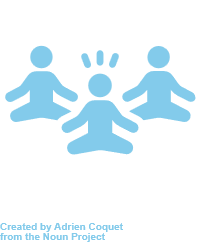 Created by Adrien Coquet
from the Noun Project